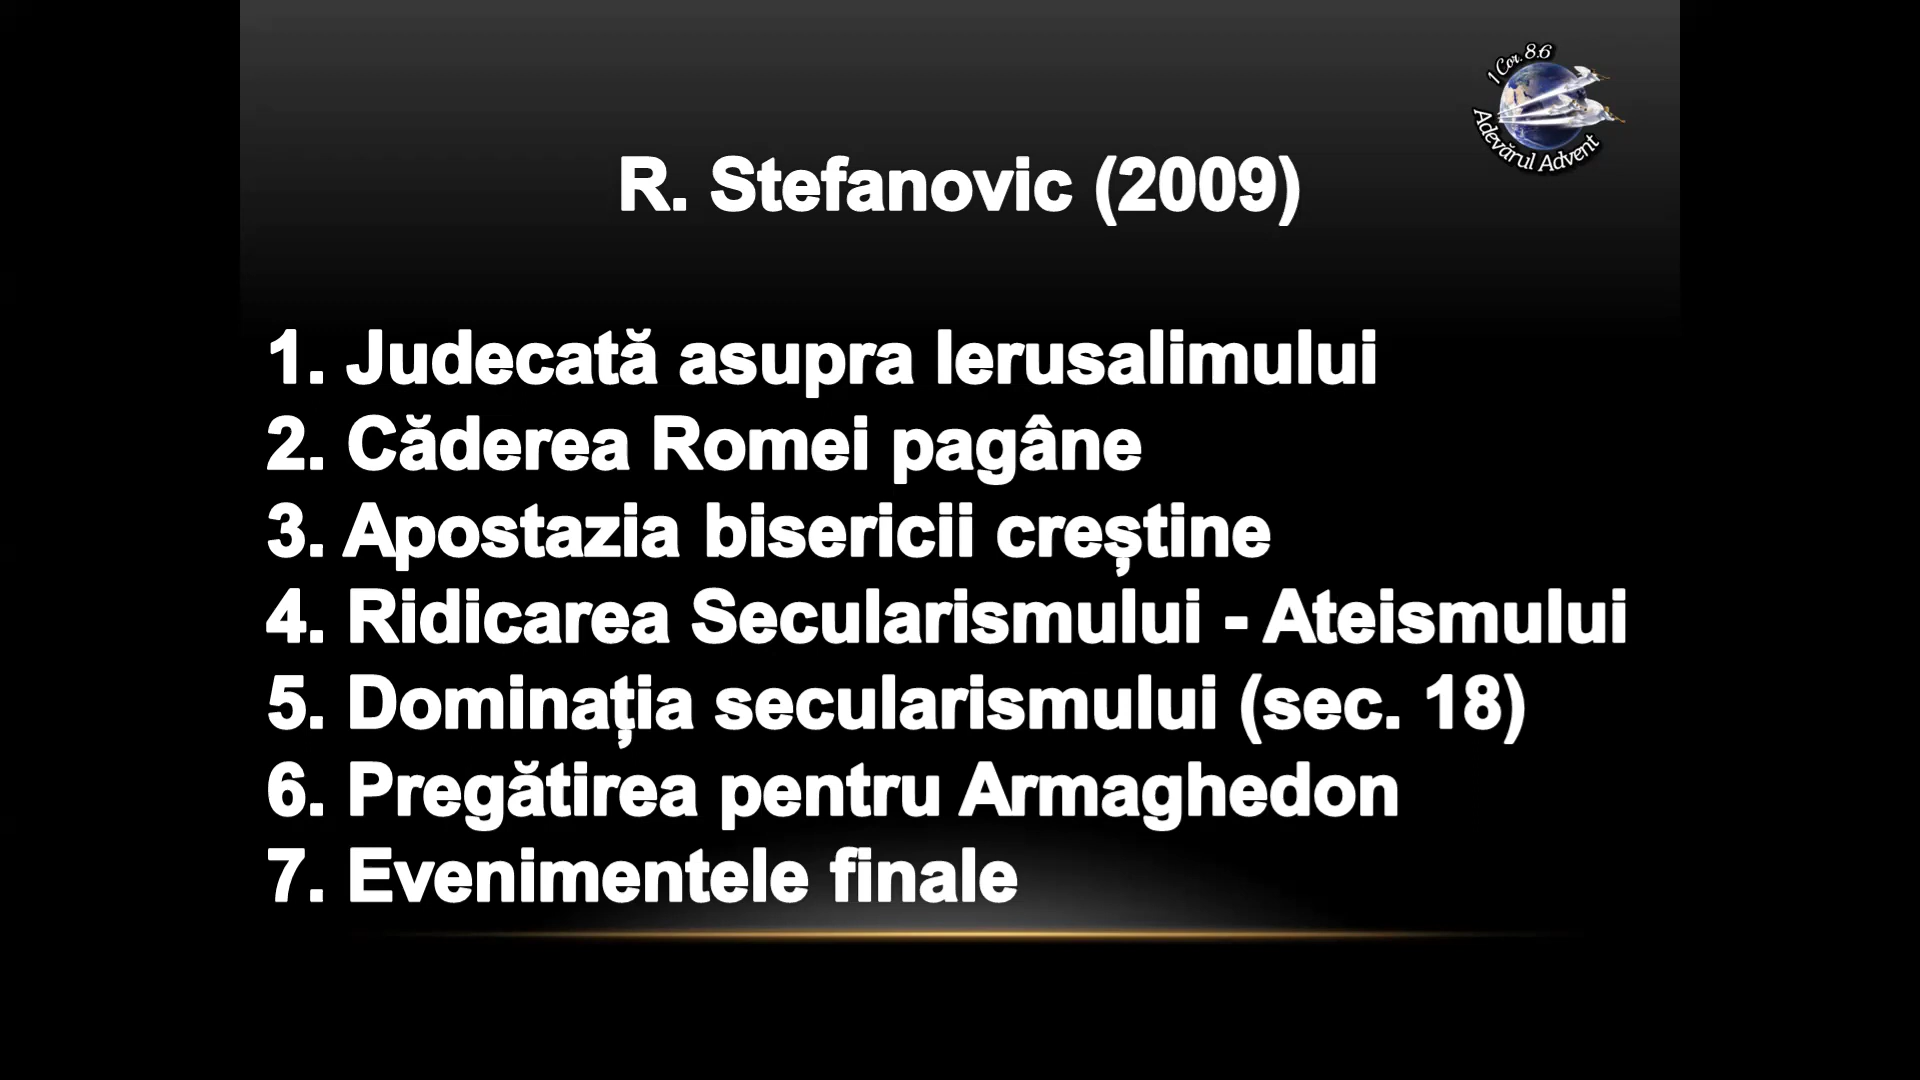 1 Cor. 8.6
Adevărul Advent
R. Stefanovic (2009)
1. Judecată asupra Ierusalimului
2. Căderea Romei pagâne
3. Apostazia bisericii creștine
4. Ridicarea Secularismului - Ateismului
5. Dominația secularismului (sec. 18)
6. Pregătirea pentru Armaghedon
7. Evenimentele finale